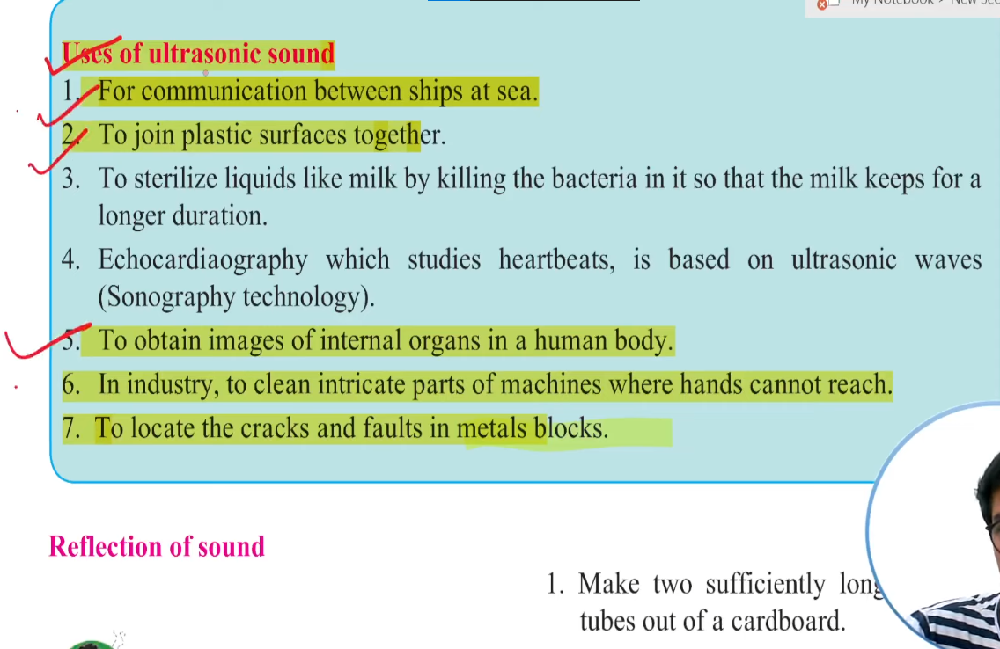 My Notebook > New Sec
Uses of ultrasonic sound
1. For communication between ships at sea.
2. To join plastic surfaces together.
3. To sterilize liquids like milk by killing the bacteria in it so that the milk keeps for a
longer duration.
4. Echocardiaography which studies heartbeats, is based on ultrasonic waves
(Sonography technology).
5. To obtain images of internal organs in a human body.
6. In industry, to clean intricate parts of machines where hands cannot reach.
7. To locate the cracks and faults in metals blocks.
Reflection of sound
1. Make two sufficiently long
tubes out of a cardboard.